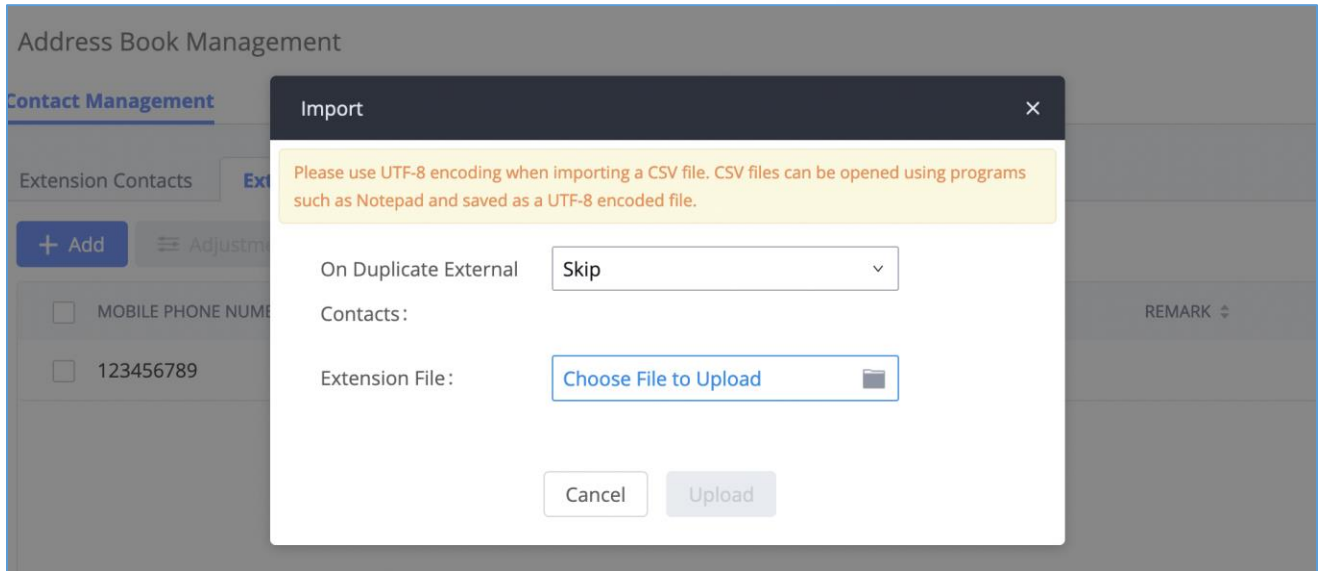 Address Book Management
Contact Management
Import
Please use UTF-8 encoding when importing a CSV file. CSV files can be opened using programs
such as Notepad and saved as a UTF-8 encoded file.
Extension Contacts
Ext
+ Add
Adjustme
On Duplicate External
Contacts:
Skip
MOBILE PHONE NUME
REMARK
123456789
Extension File:
Choose File to Upload
Cancel
Upload